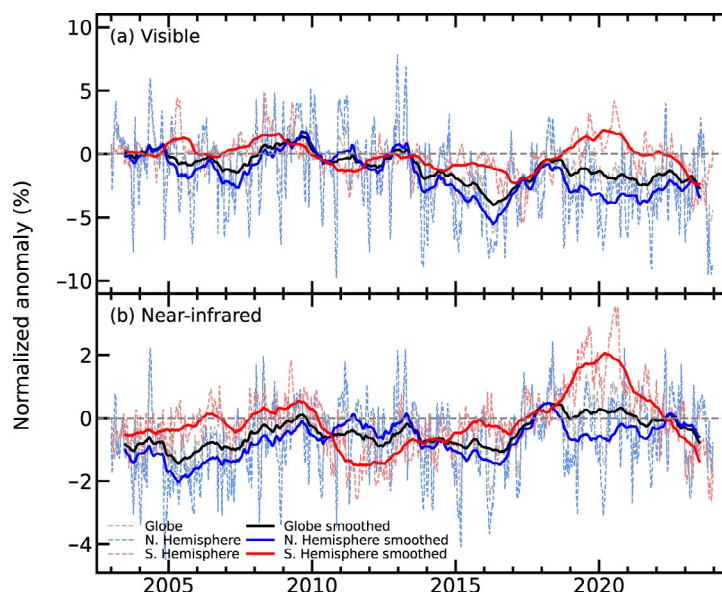 (a) Visible
10
5
0
−5
−10
Normalized anomaly (%)
(b) Near-infrared
2
0
−2
−4
Globe
N. Hemisphere
S. Hemisphere
Globe smoothed
N. Hemisphere smoothed
S. Hemisphere smoothed
2005 2010 2015 2020